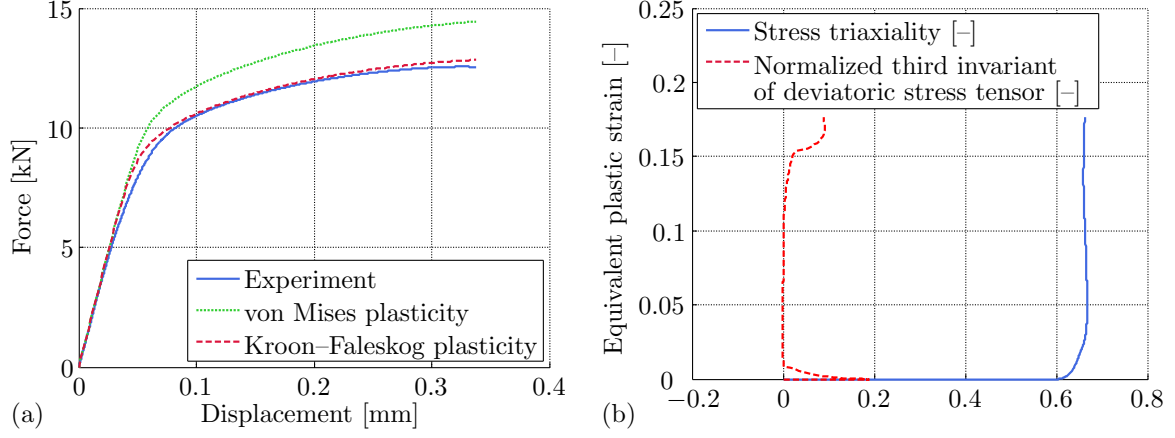 15
10
5
0
0
0.1
0.2
0.3
0.4
Force [kN]
Displacement [mm]
Experiment
von Mises plasticity
Kroon–Faleskog plasticity
(a)
0.25
0.2
0.15
0.1
0.05
0
−0.2
0
0.2
0.4
0.6
0.8
Equivalent plastic strain [–]
Stress triaxiality [–]
Normalized third invariant
of deviatoric stress tensor [–]
(b)